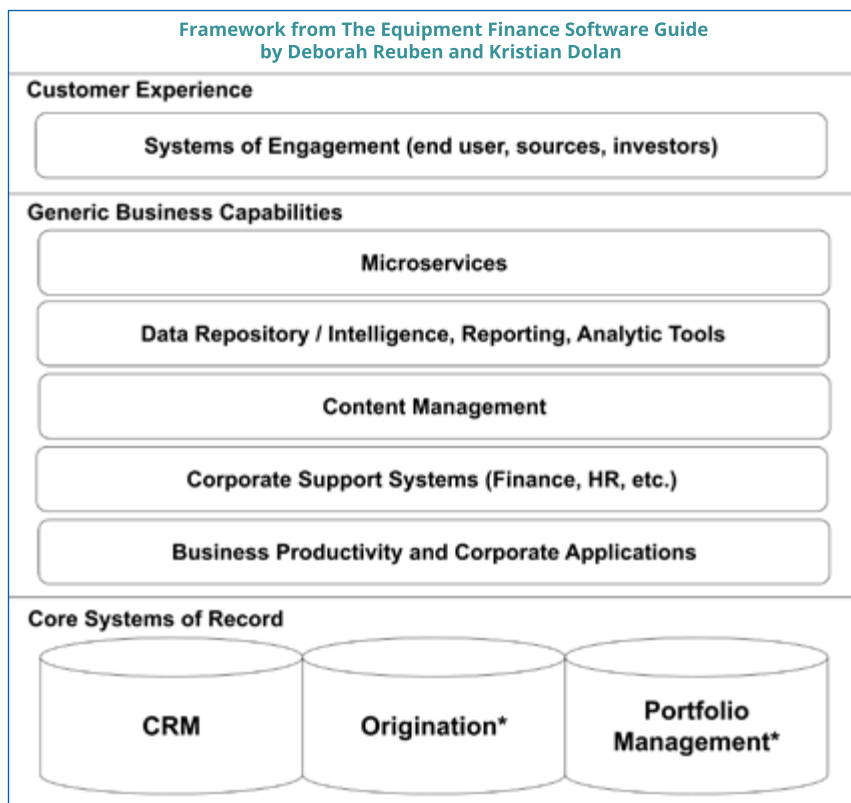 Framework from The Equipment Finance Software Guide
by Deborah Reuben and Kristian Dolan
Customer Experience
Systems of Engagement (end user, sources, investors)
Generic Business Capabilities
Microservices
Data Repository / Intelligence, Reporting, Analytic Tools
Content Management
Corporate Support Systems (Finance, HR, etc.)
Business Productivity and Corporate Applications
Core Systems of Record
CRM
Origination*
Portfolio
Management*